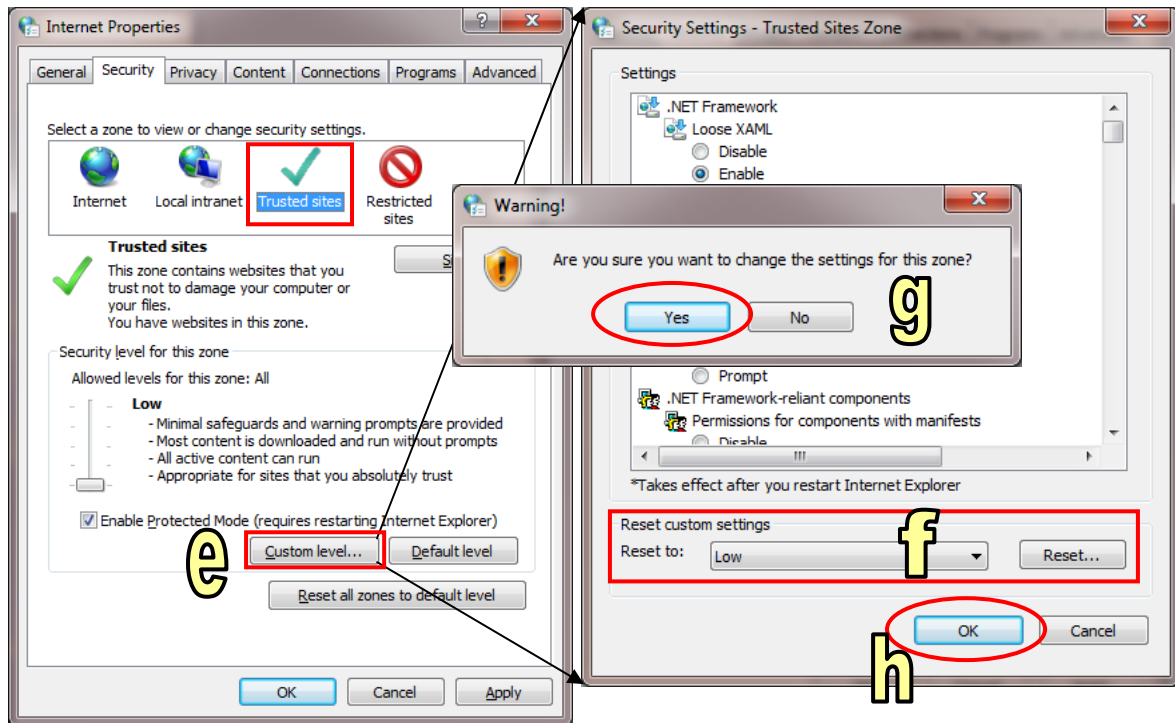 Internet Properties
General Security Privacy Content Connections Programs Advanced
Select a zone to view or change security settings.
Internet Local intranet Trusted sites Restricted sites
Trusted sites
This zone contains websites that you
trust not to damage your computer or
your files.
You have websites in this zone.
Security level for this zone
Allowed levels for this zone: All
Low
- Minimal safeguards and warning prompts are provided
- Most content is downloaded and run without prompts
- All active content can run
- Appropriate for sites that you absolutely trust
Enable Protected Mode (requires restarting Internet Explorer)
e
Custom level... Default level
Reset all zones to default level
OK Cancel Apply
Security Settings - Trusted Sites Zone
Settings
.NET Framework
Loose XAML
Disable
Enable
Warning!
Are you sure you want to change the settings for this zone?
Yes No
g
Prompt
.NET Framework-reliant components
Permissions for components with manifests
Disable
*Takes effect after you restart Internet Explorer
Reset custom settings
f
Reset to: Low Reset...
OK Cancel
h